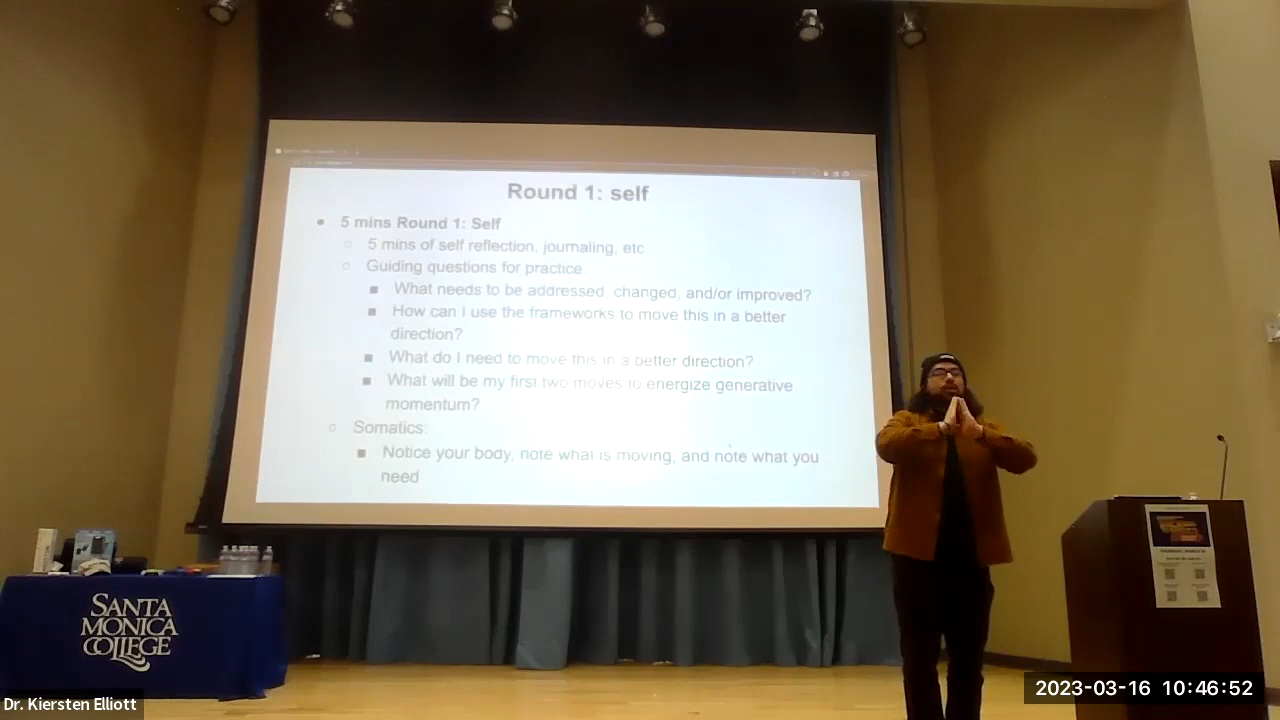 Round 1: self
5 mins Round 1: Self
5 mins of self reflection, journaling, etc
Guiding questions for practice
What needs to be addressed, changed, and/or improved?
How can I use the frameworks to move this in a better
direction?
What do I need to move this in a better direction?
What will be my first two moves to energize generative
momentum?
Somatics:
Notice your body, note what is moving, and note what you
need
SANTA
MONICA
COLLEGE
Dr. Kiersten Elliott
2023-03-16 10:46:52